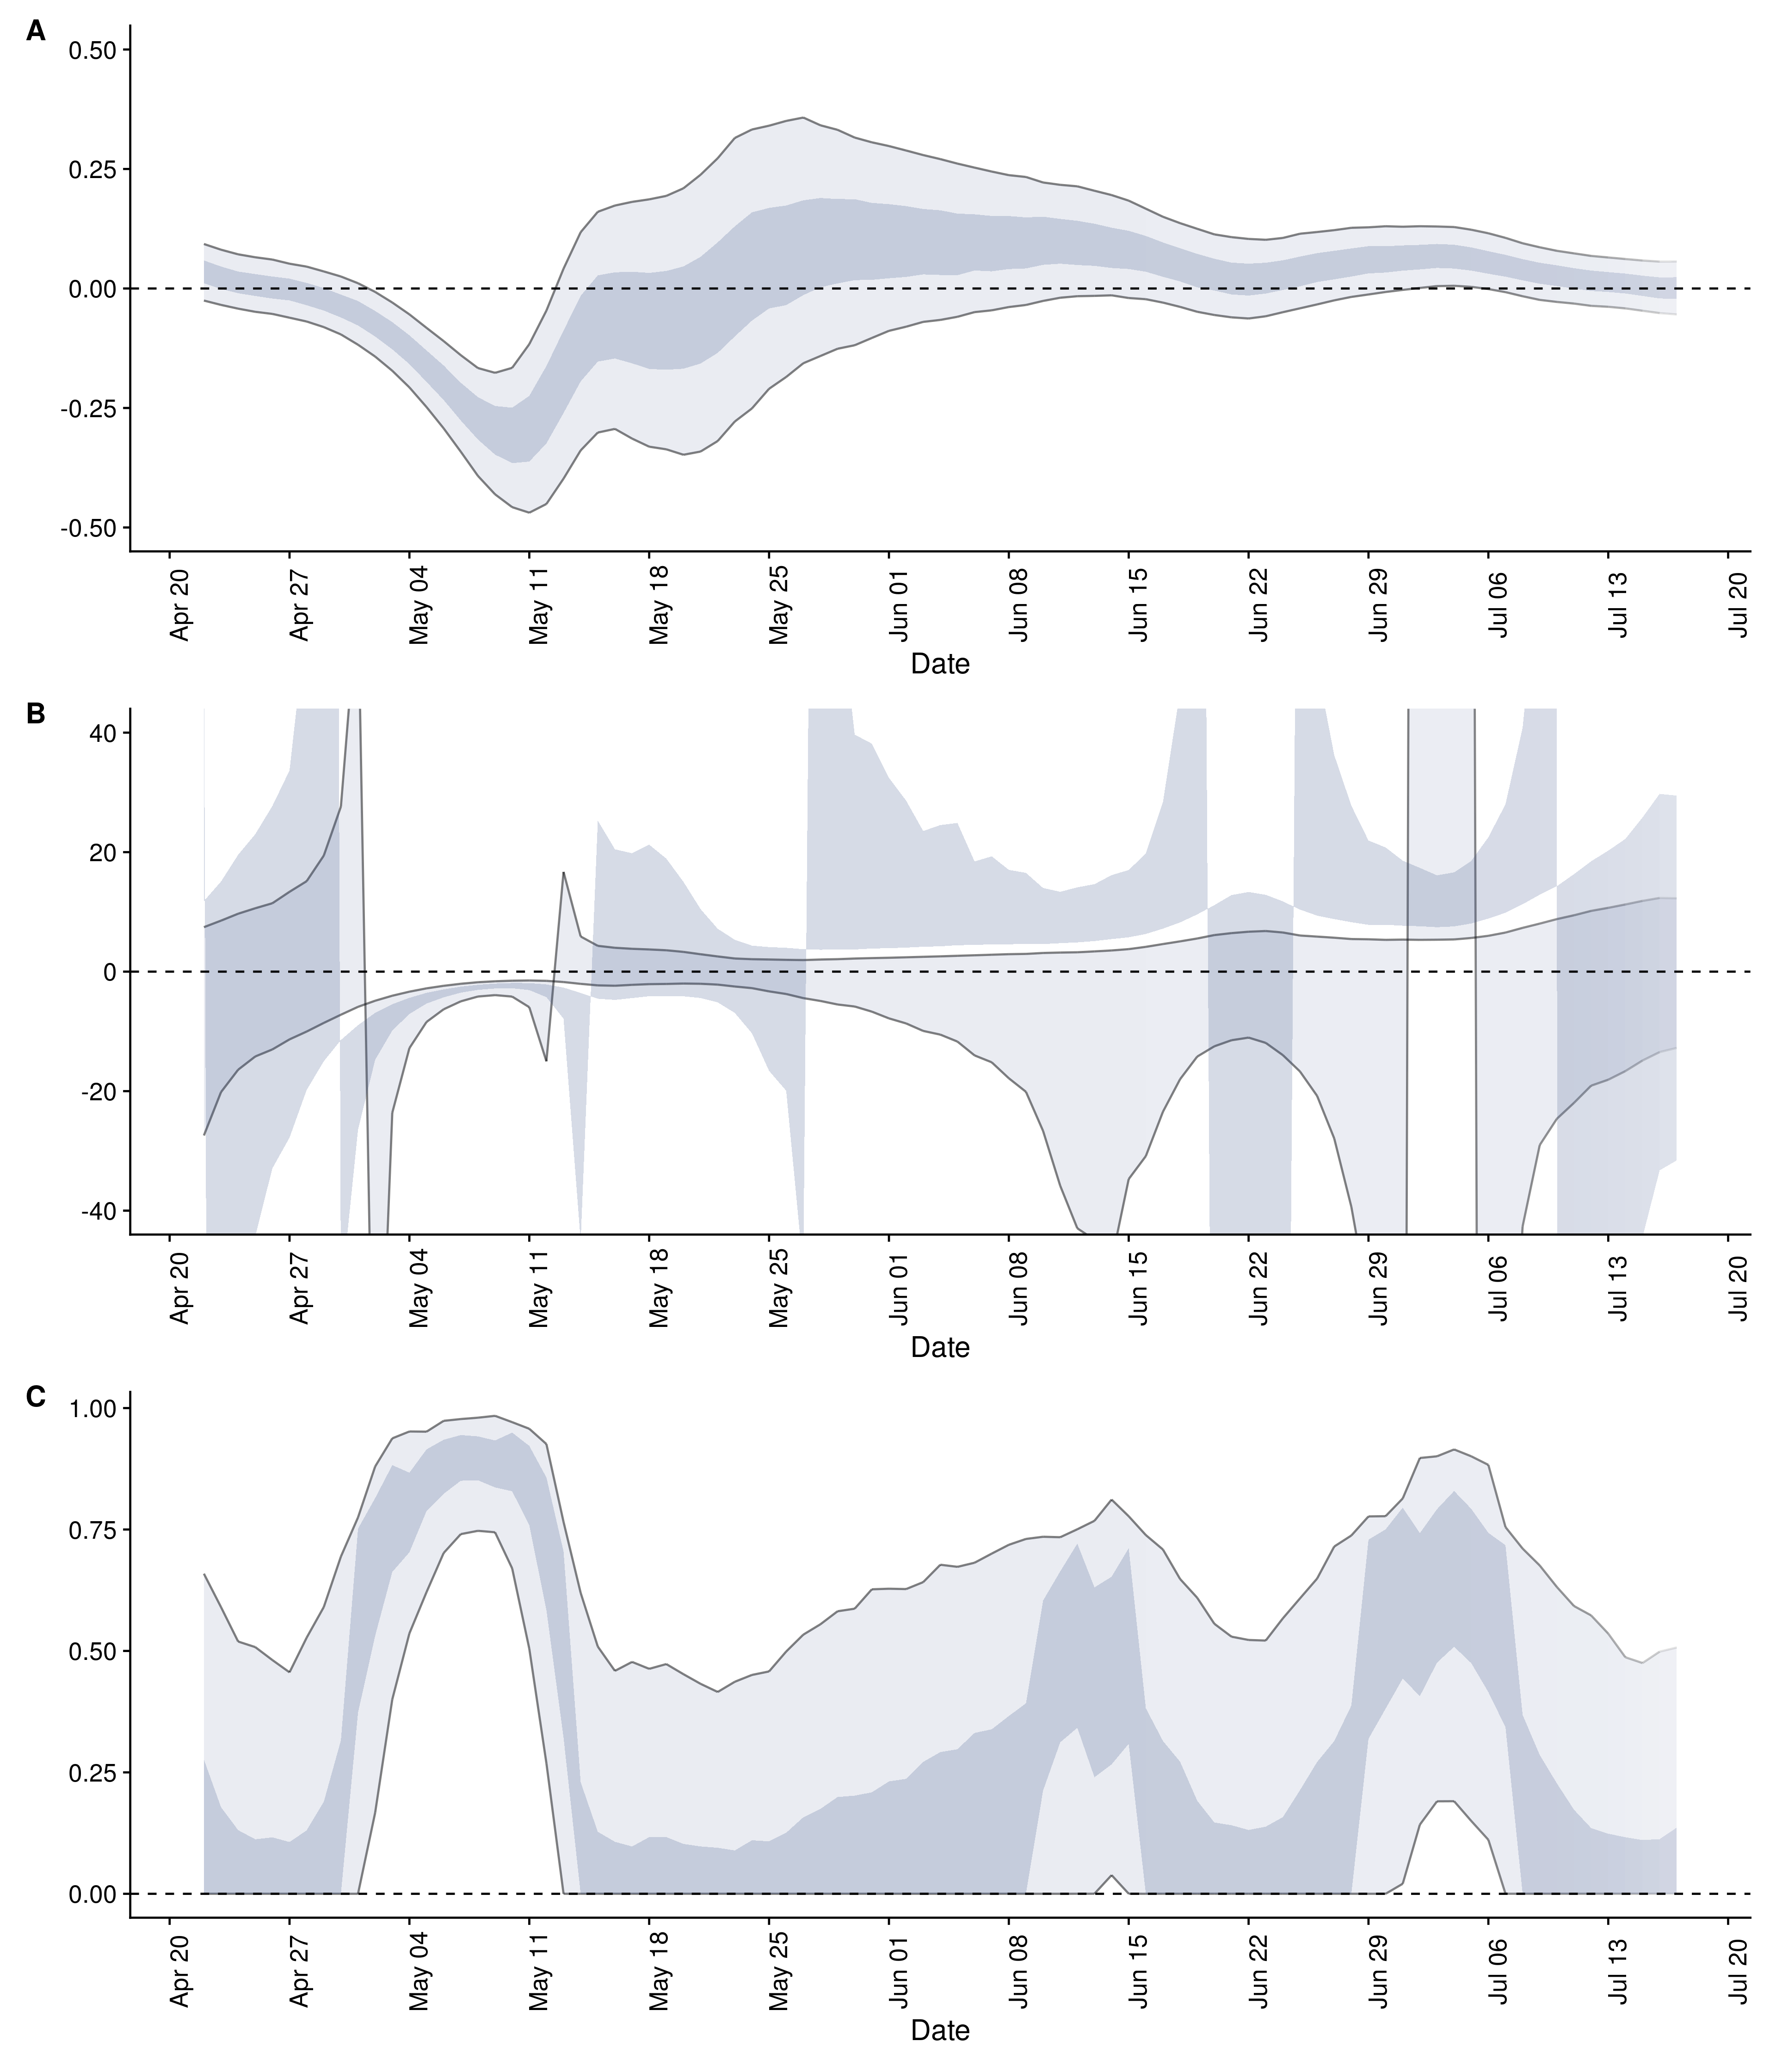 A
0.50
0.25
0.00
-0.25
-0.50
Apr 20
Apr 27
May 04
May 11
May 18
May 25
Jun 01
Jun 08
Jun 15
Jun 22
Jun 29
Jul 06
Jul 13
Jul 20
Date
B
40
20
0
-20
-40
Apr 20
Apr 27
May 04
May 11
May 18
May 25
Jun 01
Jun 08
Jun 15
Jun 22
Jun 29
Jul 06
Jul 13
Jul 20
Date
C
1.00
0.75
0.50
0.25
0.00
Apr 20
Apr 27
May 04
May 11
May 18
May 25
Jun 01
Jun 08
Jun 15
Jun 22
Jun 29
Jul 06
Jul 13
Jul 20
Date